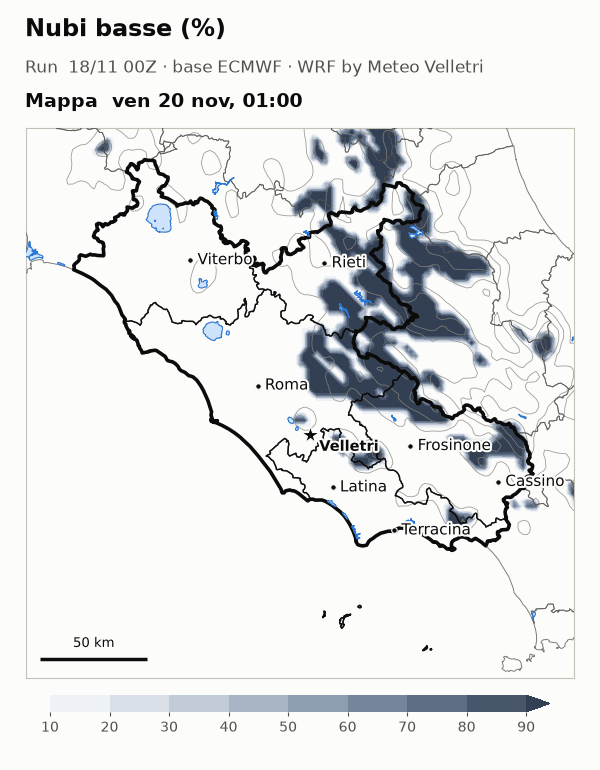 Nubi basse (%)
Run  18/11 00Z · base ECMWF · WRF by Meteo Velletri
Mappa  ven 20 nov, 01:00
Viterbo
Rieti
Roma
Velletri
Frosinone
Latina
Cassino
Terracina
50 km
10 20 30 40 50 60 70 80 90